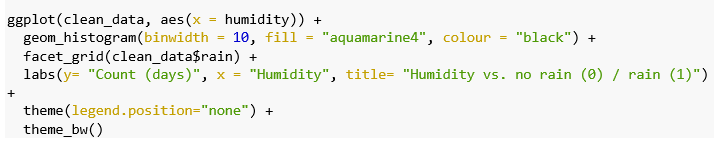 ggplot(clean_data, aes(x = humidity)) +
  geom_histogram(binwidth = 10, fill = "aquamarine4", colour = "black") +
  facet_grid(clean_data$rain) +
  labs(y= "Count (days)", x = "Humidity", title= "Humidity vs. no rain (0) / rain (1)")
+
  theme(legend.position="none") +
  theme_bw()